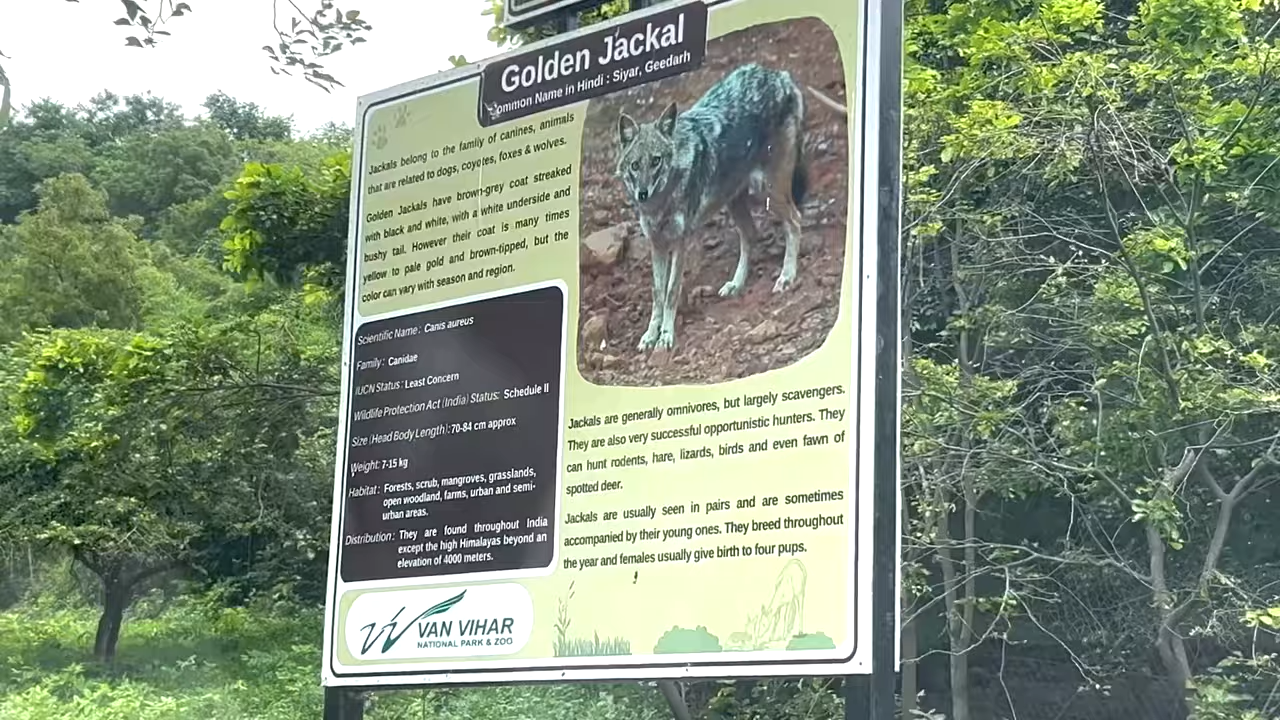 Golden Jackal
Common Name in Hindi : Siyar, Geedarh
Jackals belong to the family of canines, animals
that are related to dogs, coyotes, foxes & wolves.
Golden Jackals have brown-grey coat streaked
with black and white, with a white underside and
bushy tail. However their coat is many times
yellow to pale gold and brown-tipped, but the
color can vary with season and region.
Scientific Name : Canis aureus
Family : Canidae
IUCN Status : Least Concern
Wildlife Protection Act (India) Status: Schedule II
Size (Head Body Length): 70-84 cm approx
Weight: 7-15 kg
Habitat: Forests, scrub, mangroves, grasslands,
open woodland, farms, urban and semi-
urban areas.
Distribution: They are found throughout India
except the high Himalayas beyond an
elevation of 4000 meters.
Jackals are generally omnivores, but largely scavengers.
They are also very successful opportunistic hunters. They
can hunt rodents, hare, lizards, birds and even fawn of
spotted deer.
Jackals are usually seen in pairs and are sometimes
accompanied by their young ones. They breed throughout
the year and females usually give birth to four pups.
VAN VIHAR
NATIONAL PARK & ZOO